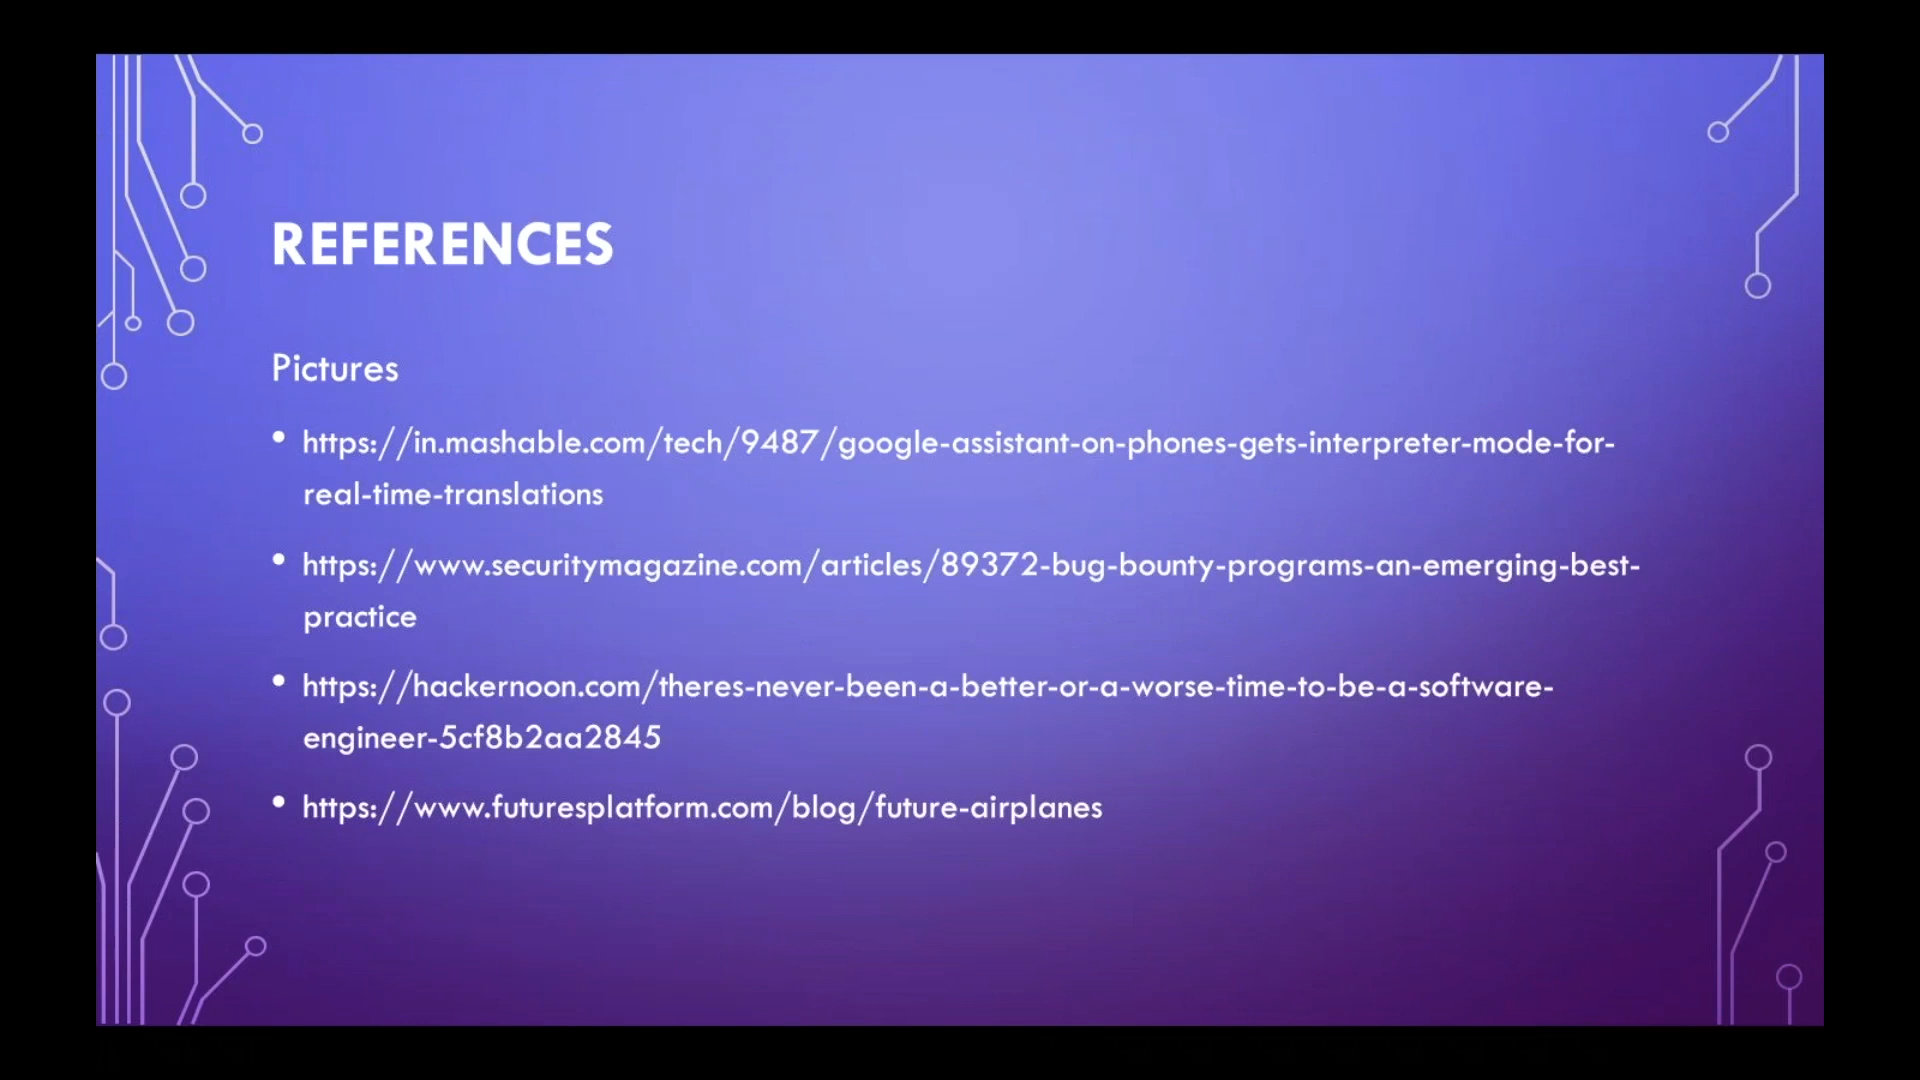 REFERENCES
Pictures
• https://in.mashable.com/tech/9487/google-assistant-on-phones-gets-interpreter-mode-for-
real-time-translations
• https://www.securitymagazine.com/articles/89372-bug-bounty-programs-an-emerging-best-
practice
• https://hackernoon.com/theres-never-been-a-better-or-a-worse-time-to-be-a-software-
engineer-5cf8b2aa2845
• https://www.futuresplatform.com/blog/future-airplanes